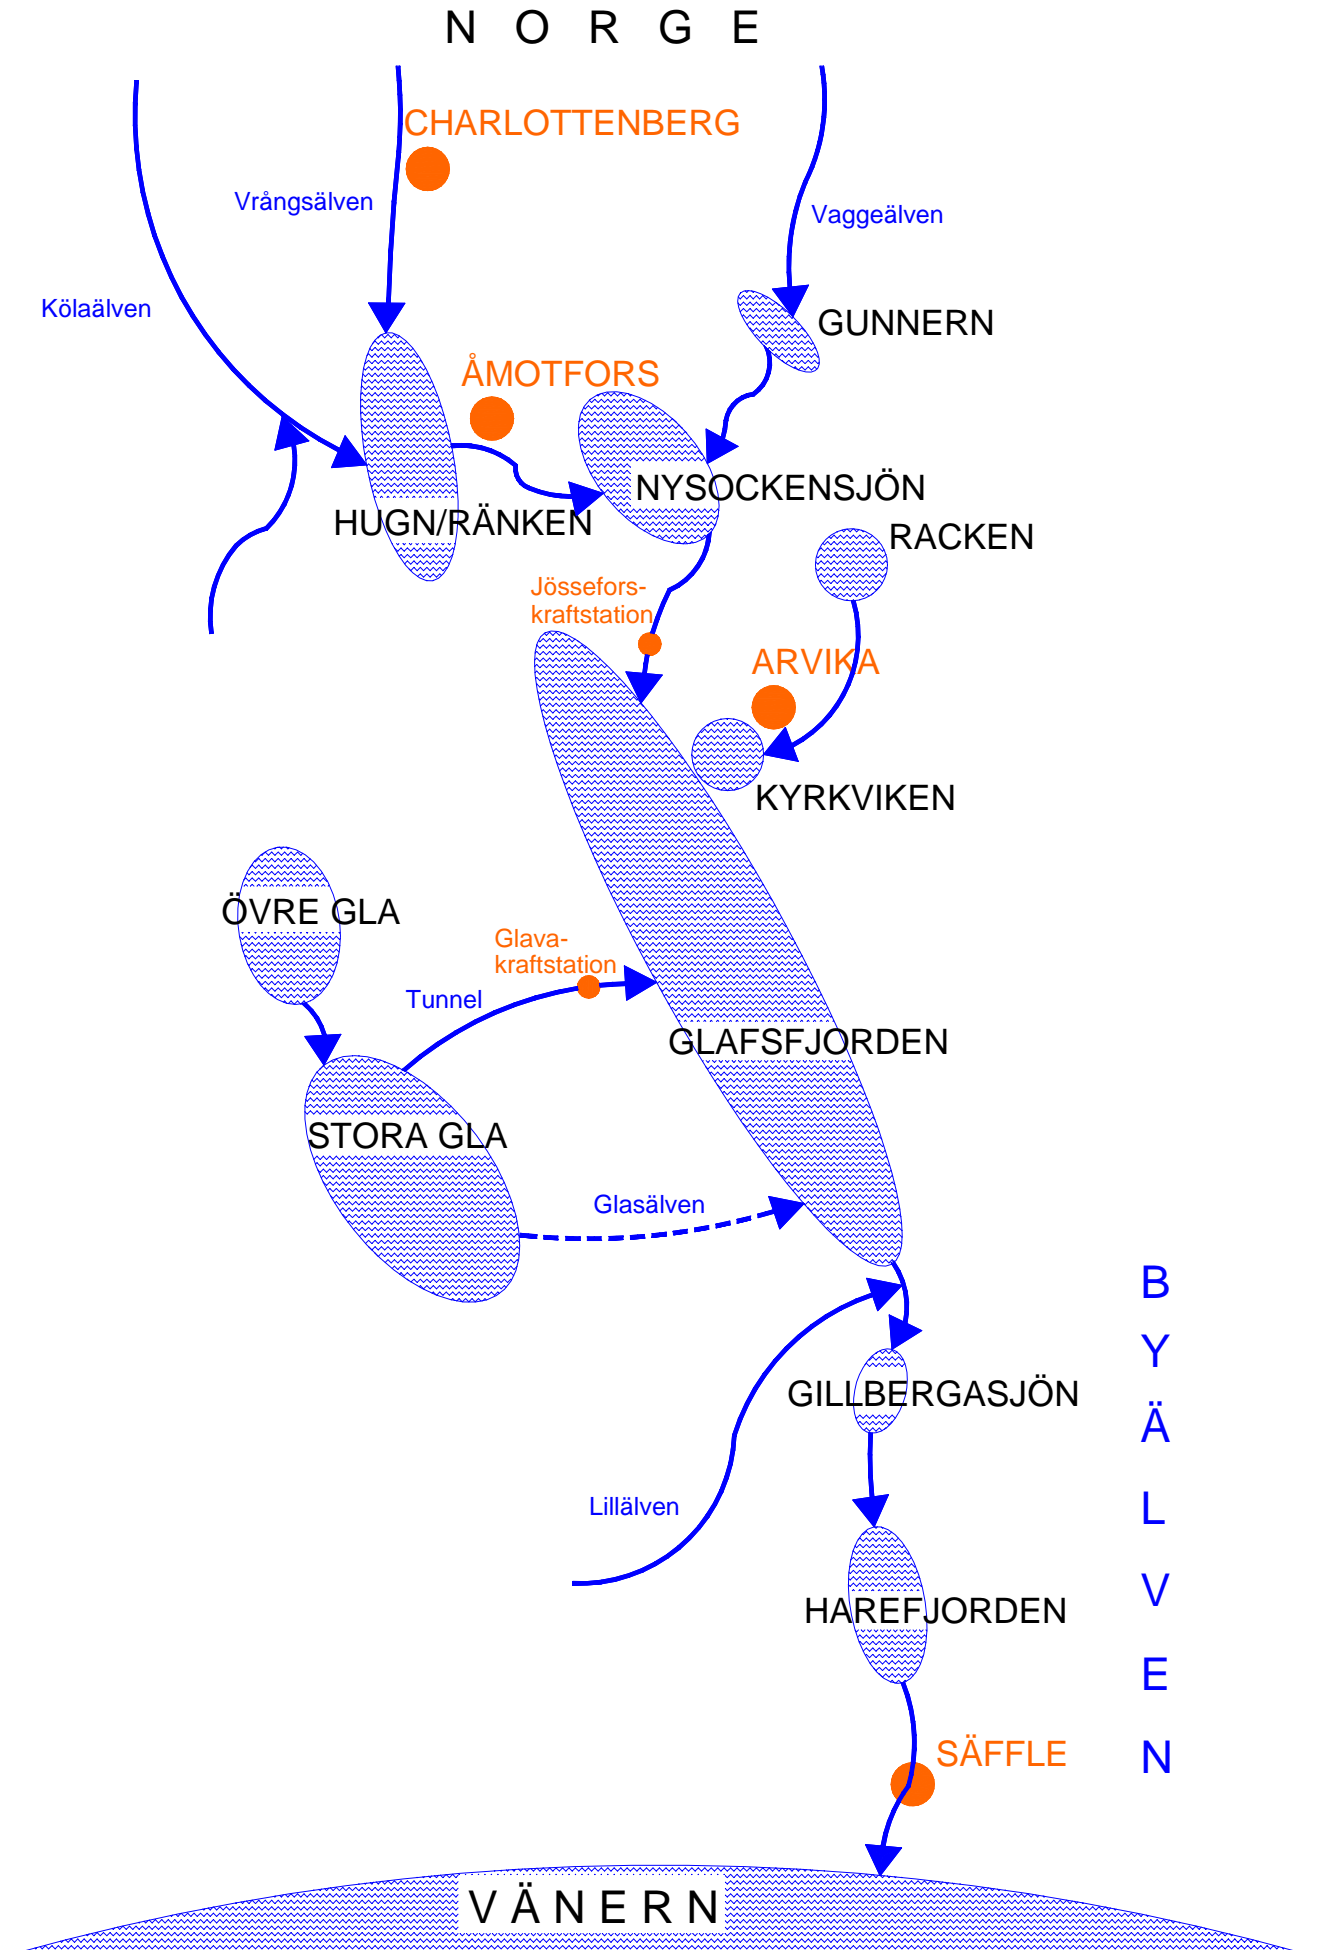 N O R G E
CHARLOTTENBERG
Vrångsälven
Vaggeälven
Kölaälven
GUNNERN
ÅMOTFORS
NYSOCKENSJÖN
HUGN/RÄNKEN
RACKEN
Jössefors-
kraftstation
ARVIKA
KYRKVIKEN
ÖVRE GLA
Glava-
kraftstation
Tunnel
GLAFSFJORDEN
STORA GLA
Glasälven
B
Y
Ä
L
V
E
N
GILLBERGASJÖN
Lillälven
HAREFJORDEN
SÄFFLE
V Ä N E R N